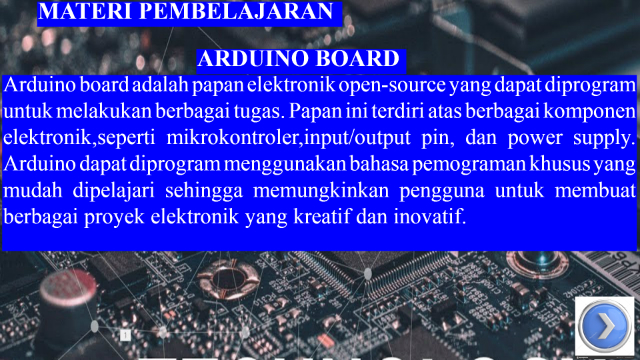 MATERI PEMBELAJARAN
ARDUINO BOARD
Arduino board adalah papan elektronik open-source yang dapat diprogram
untuk melakukan berbagai tugas. Papan ini terdiri atas berbagai komponen
elektronik,seperti mikrokontroler,input/output pin, dan power supply.
Arduino dapat diprogram menggunakan bahasa pemograman khusus yang
mudah dipelajari sehingga memungkinkan pengguna untuk membuat
berbagai proyek elektronik yang kreatif dan inovatif.
1